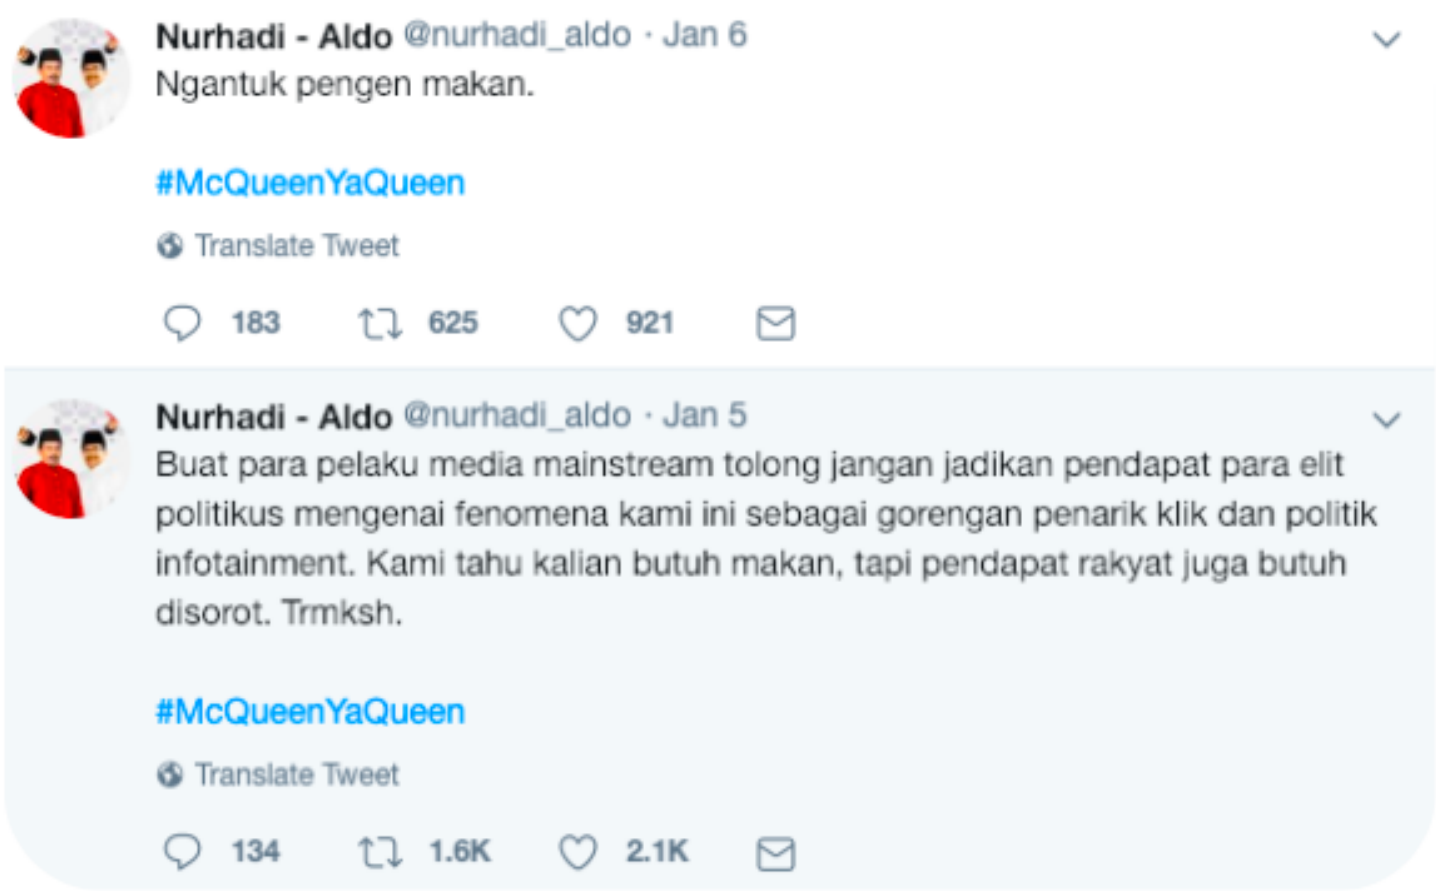 Nurhadi - Aldo @nurhadi_aldo · Jan 6
Ngantuk pengen makan.
#McQueenYaQueen
Translate Tweet
183 625 921
Nurhadi - Aldo @nurhadi_aldo · Jan 5
Buat para pelaku media mainstream tolong jangan jadikan pendapat para elit
politikus mengenai fenomena kami ini sebagai gorengan penarik klik dan politik
infotainment. Kami tahu kalian butuh makan, tapi pendapat rakyat juga butuh
disorot. Trmksh.
#McQueenYaQueen
Translate Tweet
134 1.6K 2.1K